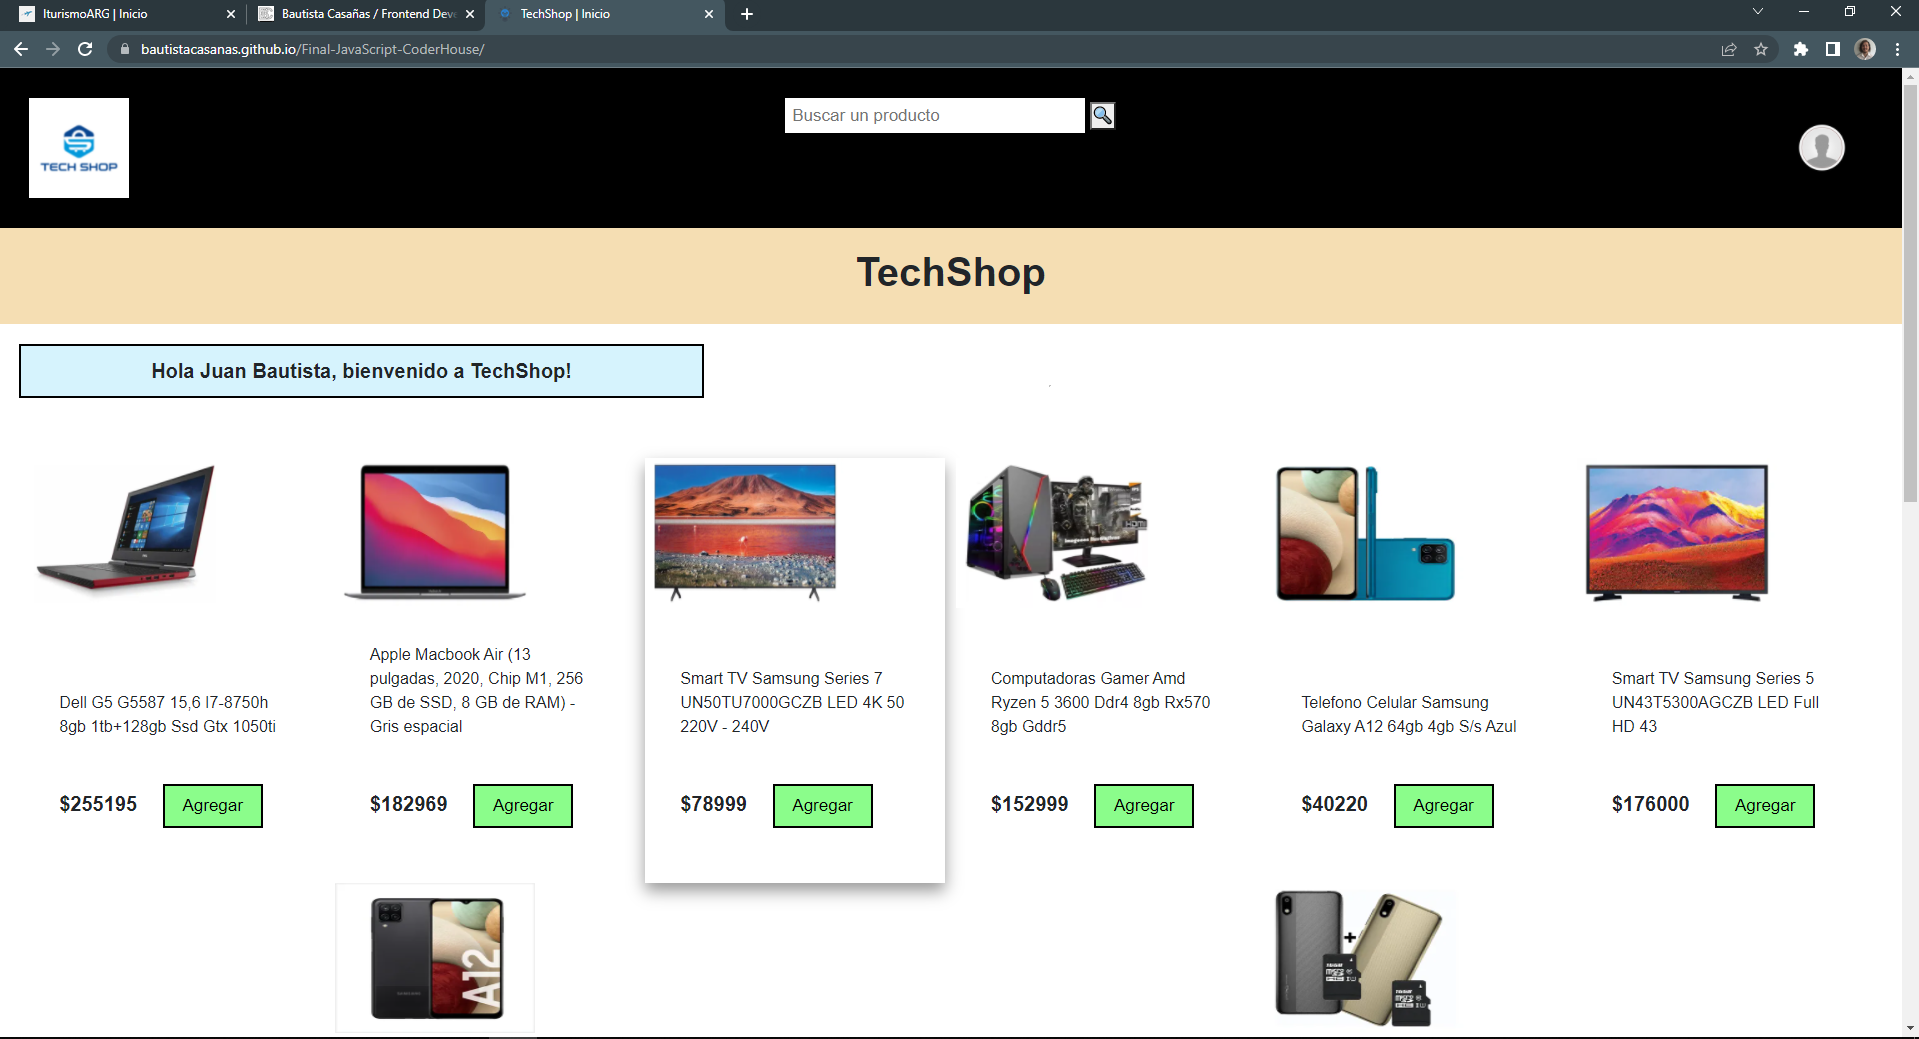 IturismoARG | Inicio
Bautista Casañas / Frontend Deve
TechShop | Inicio
bautistacasanas.github.io/Final-JavaScript-CoderHouse/
TECH SHOP
Buscar un producto
TechShop
Hola Juan Bautista, bienvenido a TechShop!
Dell G5 G5587 15,6 I7-8750h
8gb 1tb+128gb Ssd Gtx 1050ti
$255195
Agregar
Apple Macbook Air (13
pulgadas, 2020, Chip M1, 256
GB de SSD, 8 GB de RAM) -
Gris espacial
$182969
Agregar
Smart TV Samsung Series 7
UN50TU7000GCZB LED 4K 50
220V - 240V
$78999
Agregar
HDMI
Computadoras Gamer Amd
Ryzen 5 3600 Ddr4 8gb Rx570
8gb Gddr5
$152999
Agregar
Telefono Celular Samsung
Galaxy A12 64gb 4gb S/s Azul
$40220
Agregar
Smart TV Samsung Series 5
UN43T5300AGCZB LED Full
HD 43
$176000
Agregar
SAMSUNG
A12
+